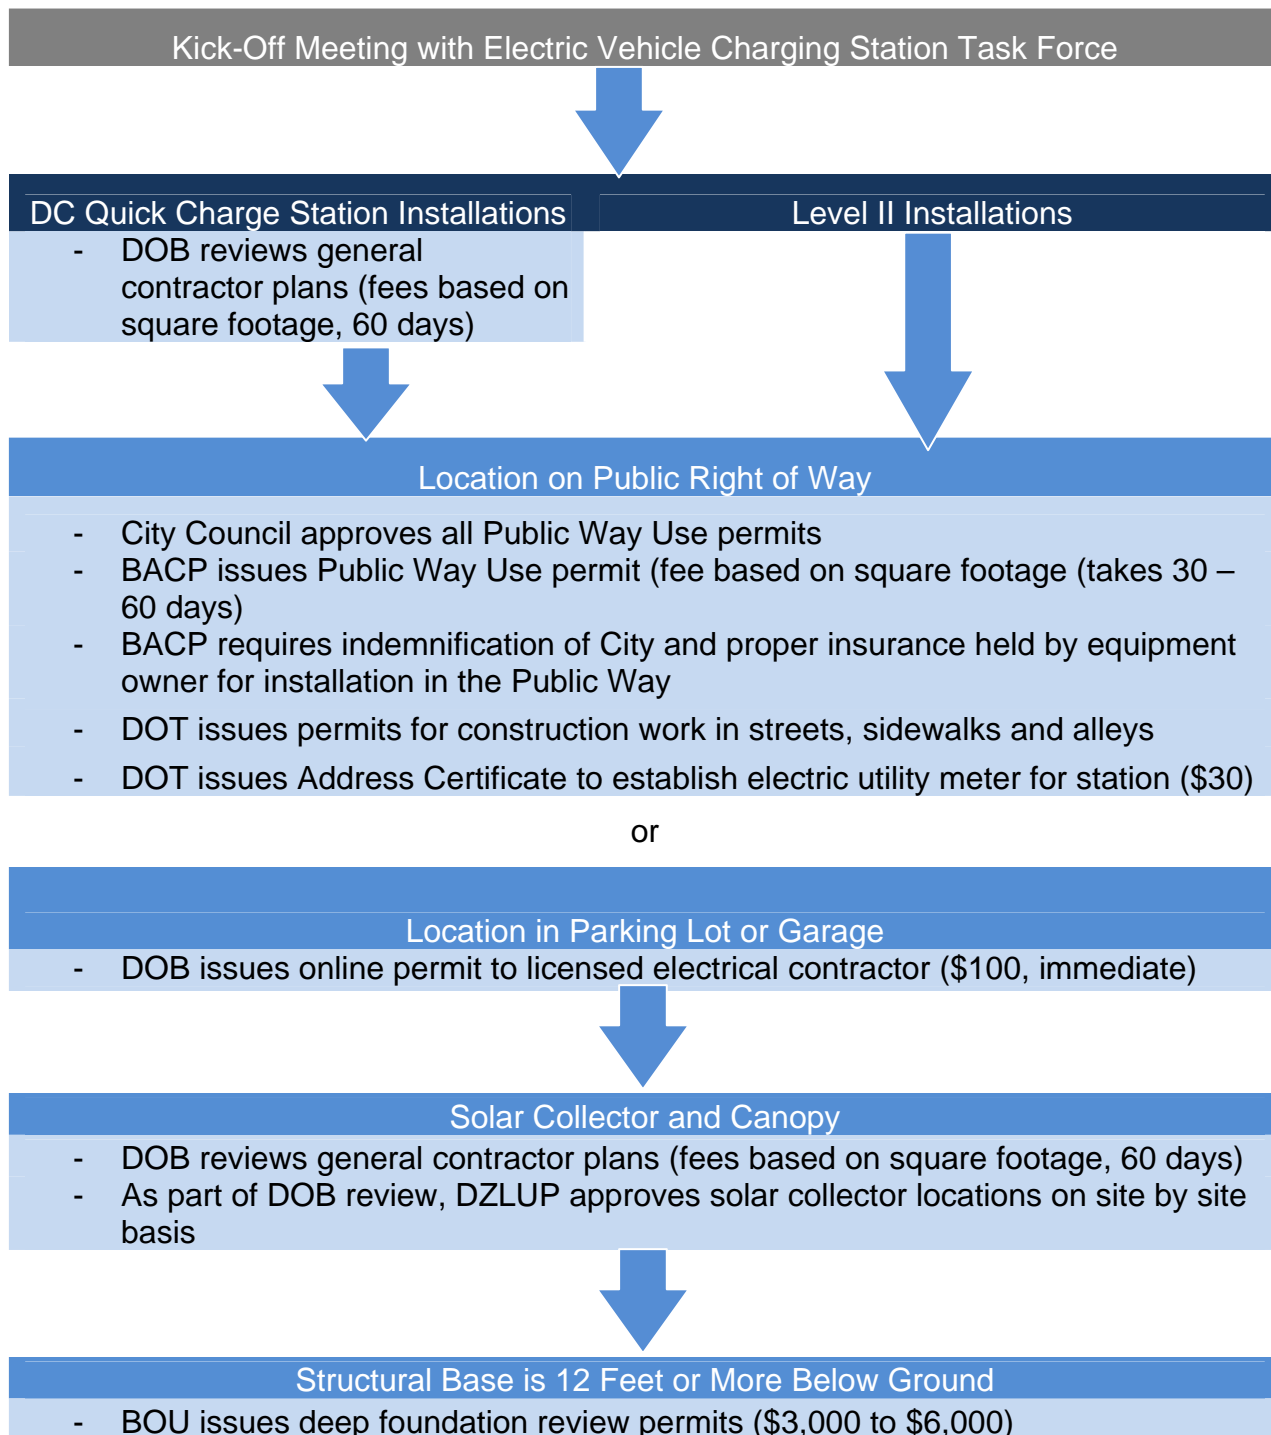 Kick-Off Meeting with Electric Vehicle Charging Station Task Force
DC Quick Charge Station Installations
- DOB reviews general
contractor plans (fees based on
square footage, 60 days)
Level II Installations
Location on Public Right of Way
- City Council approves all Public Way Use permits
- BACP issues Public Way Use permit (fee based on square footage (takes 30 –
60 days)
- BACP requires indemnification of City and proper insurance held by equipment
owner for installation in the Public Way
- DOT issues permits for construction work in streets, sidewalks and alleys
- DOT issues Address Certificate to establish electric utility meter for station ($30)
or
Location in Parking Lot or Garage
- DOB issues online permit to licensed electrical contractor ($100, immediate)
Solar Collector and Canopy
- DOB reviews general contractor plans (fees based on square footage, 60 days)
- As part of DOB review, DZLUP approves solar collector locations on site by site
basis
Structural Base is 12 Feet or More Below Ground
- BOU issues deep foundation review permits ($3,000 to $6,000)